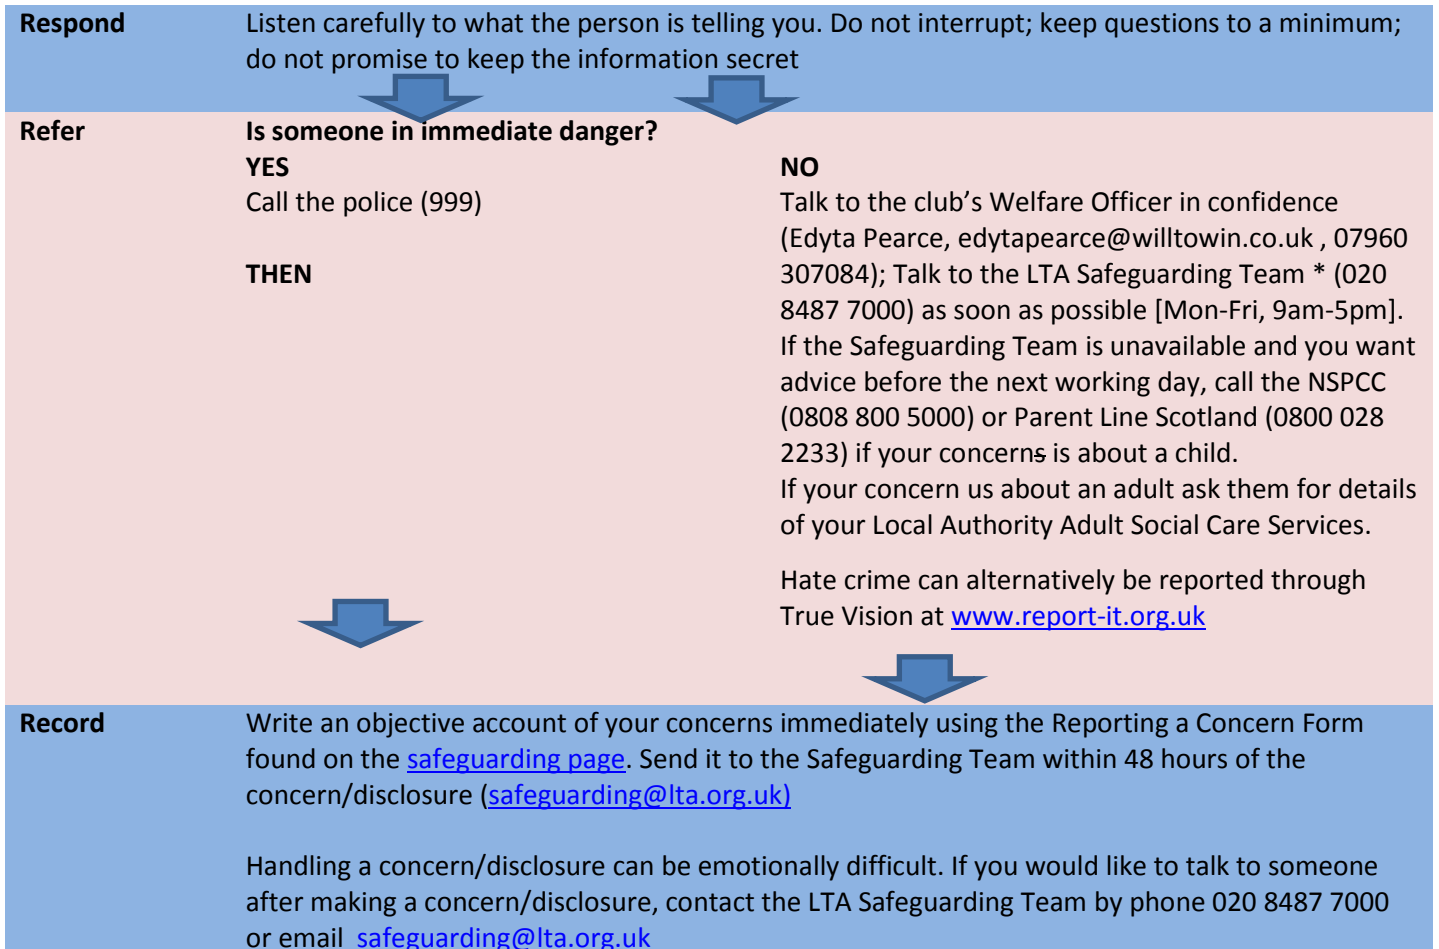 Respond
Listen carefully to what the person is telling you. Do not interrupt; keep questions to a minimum;
do not promise to keep the information secret
Refer
Is someone in immediate danger?
YES
Call the police (999)
THEN
NO
Talk to the club’s Welfare Officer in confidence
(Edyta Pearce, edytapearce@willtowin.co.uk , 07960
307084); Talk to the LTA Safeguarding Team * (020
8487 7000) as soon as possible [Mon-Fri, 9am-5pm].
If the Safeguarding Team is unavailable and you want
advice before the next working day, call the NSPCC
(0808 800 5000) or Parent Line Scotland (0800 028
2233) if your concerns is about a child.
If your concern us about an adult ask them for details
of your Local Authority Adult Social Care Services.
Hate crime can alternatively be reported through
True Vision at www.report-it.org.uk
Record
Write an objective account of your concerns immediately using the Reporting a Concern Form
found on the safeguarding page. Send it to the Safeguarding Team within 48 hours of the
concern/disclosure (safeguarding@lta.org.uk)
Handling a concern/disclosure can be emotionally difficult. If you would like to talk to someone
after making a concern/disclosure, contact the LTA Safeguarding Team by phone 020 8487 7000
or email safeguarding@lta.org.uk